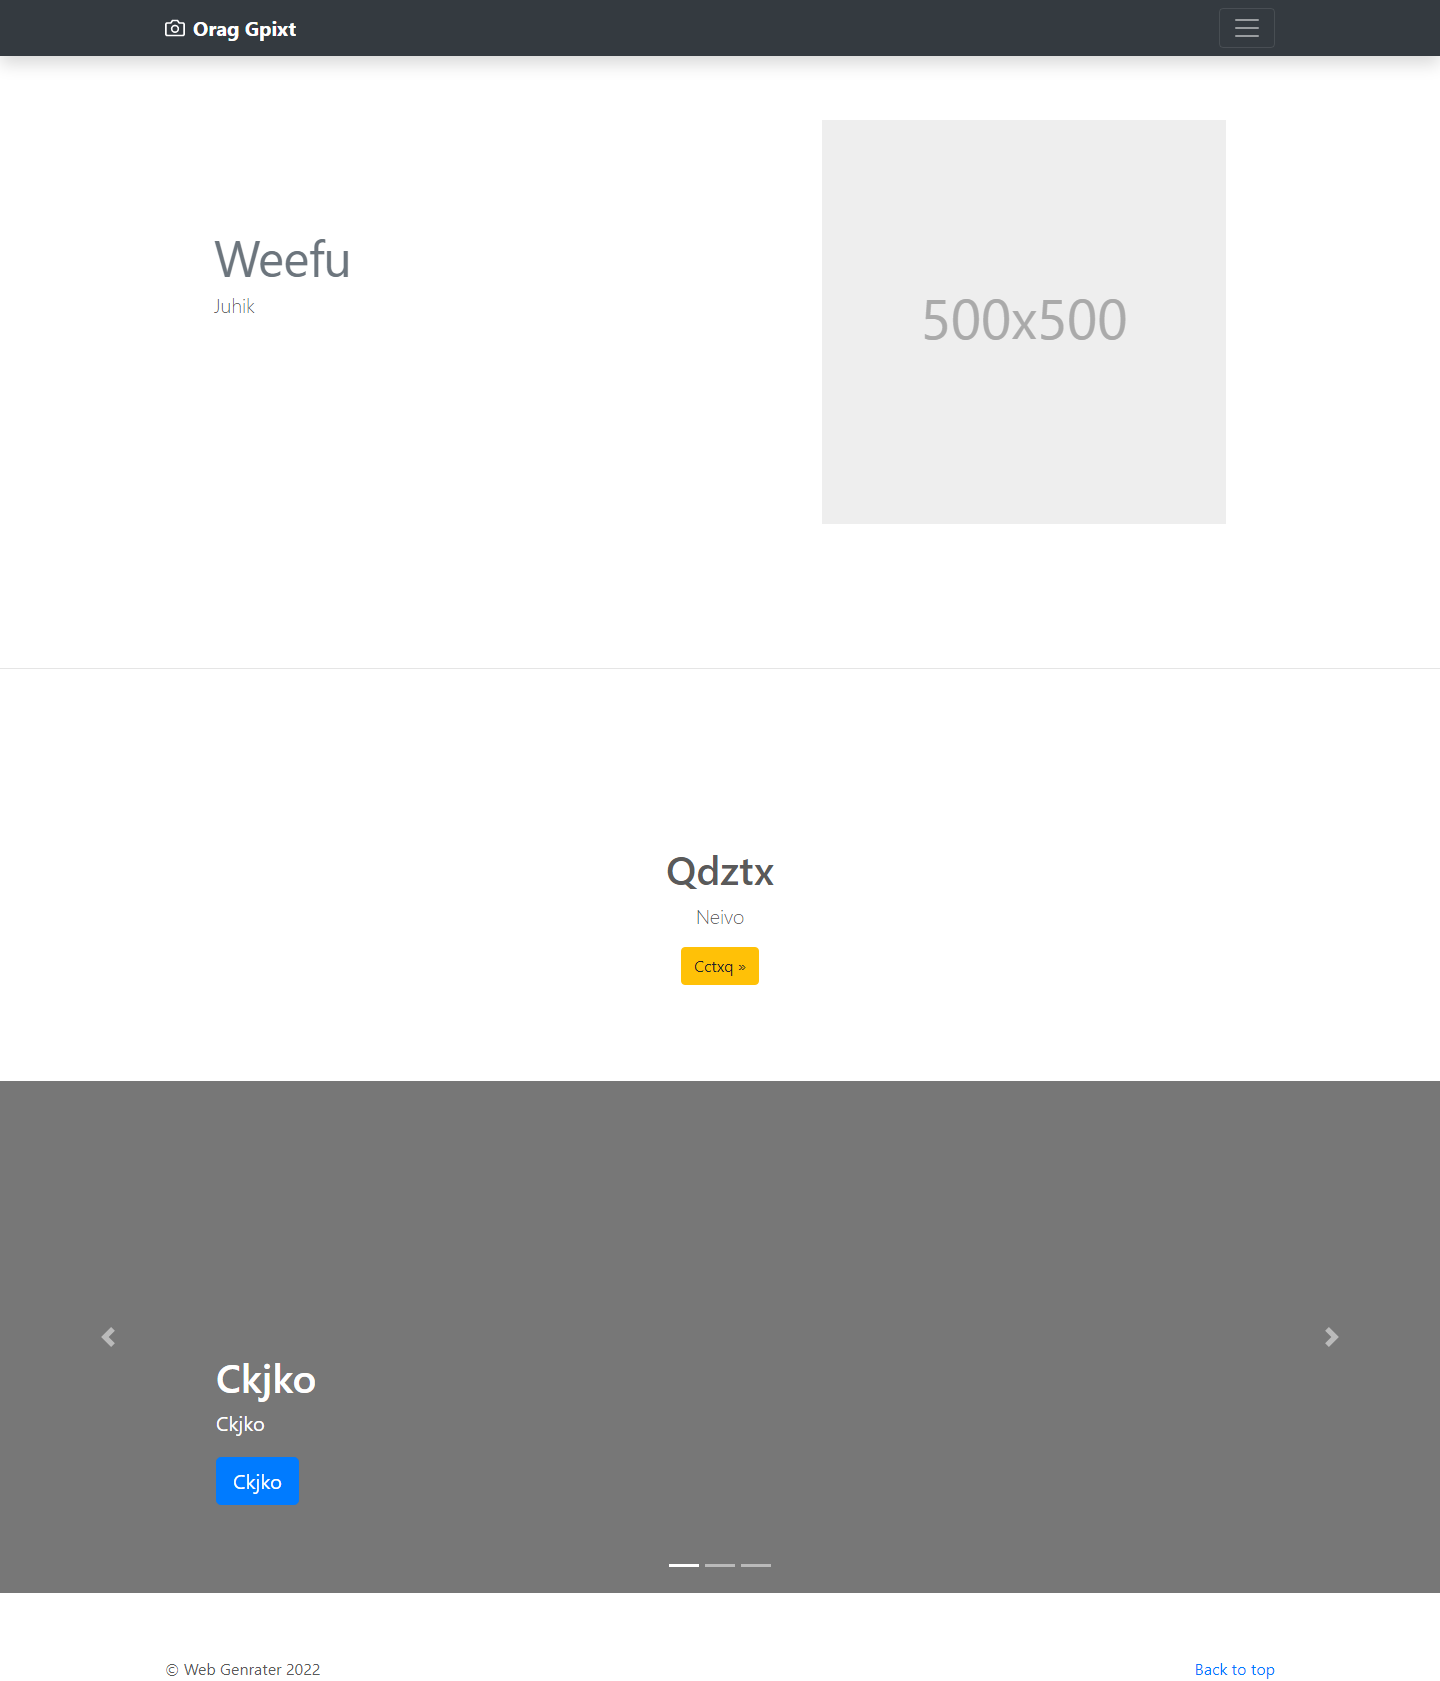 Orag Gpixt
Weefu
Juhik
500x500
Qdztx
Neivo
Cctxq »
Ckjko
Ckjko
Ckjko
© Web Genrater 2022
Back to top